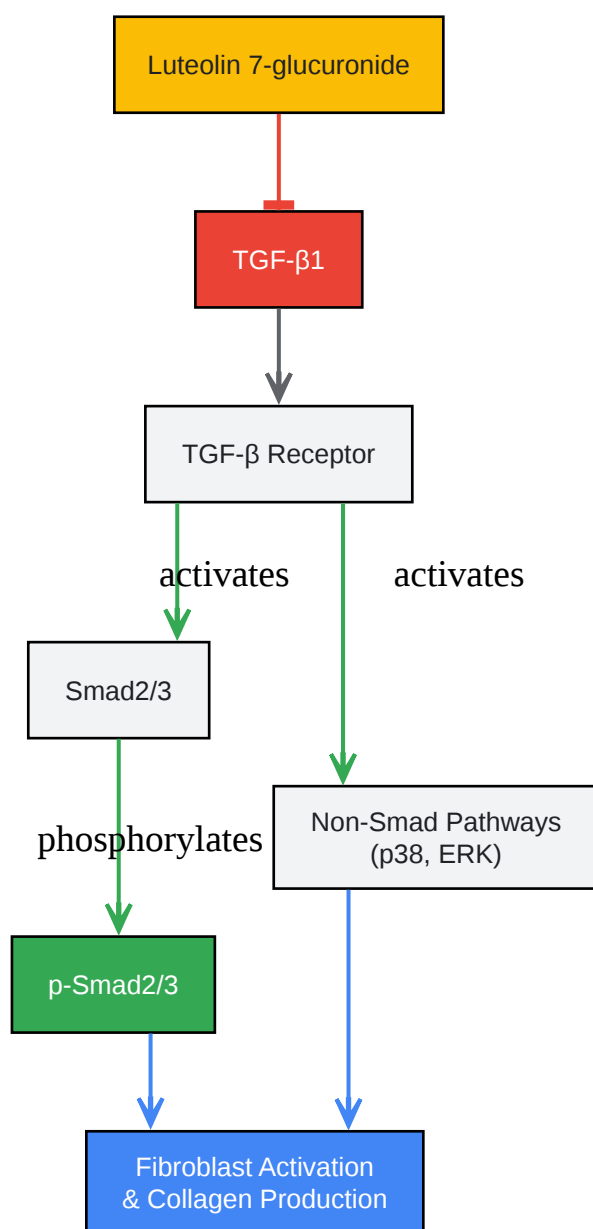 Luteolin 7-glucuronide
TGF-β1
TGF-β Receptor
activates
activates
Smad2/3
Non-Smad Pathways
(p38, ERK)
phosphorylates
p-Smad2/3
Fibroblast Activation
& Collagen Production